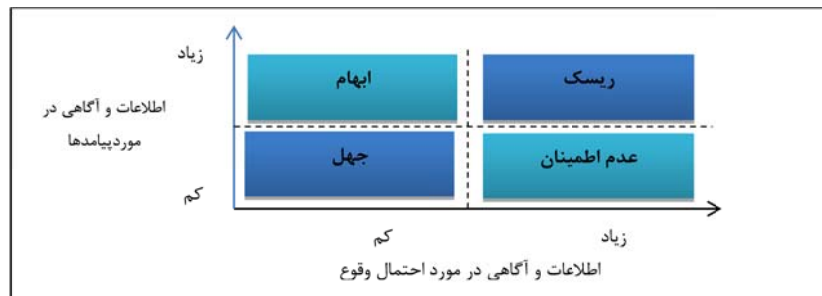 زیاد
ابهام
ریسک
اطلاعات و آگاهی در
موردپیامدها
جهل
عدم اطمینان
کم
کم
زیاد
اطلاعات و آگاهی در مورد احتمال وقوع